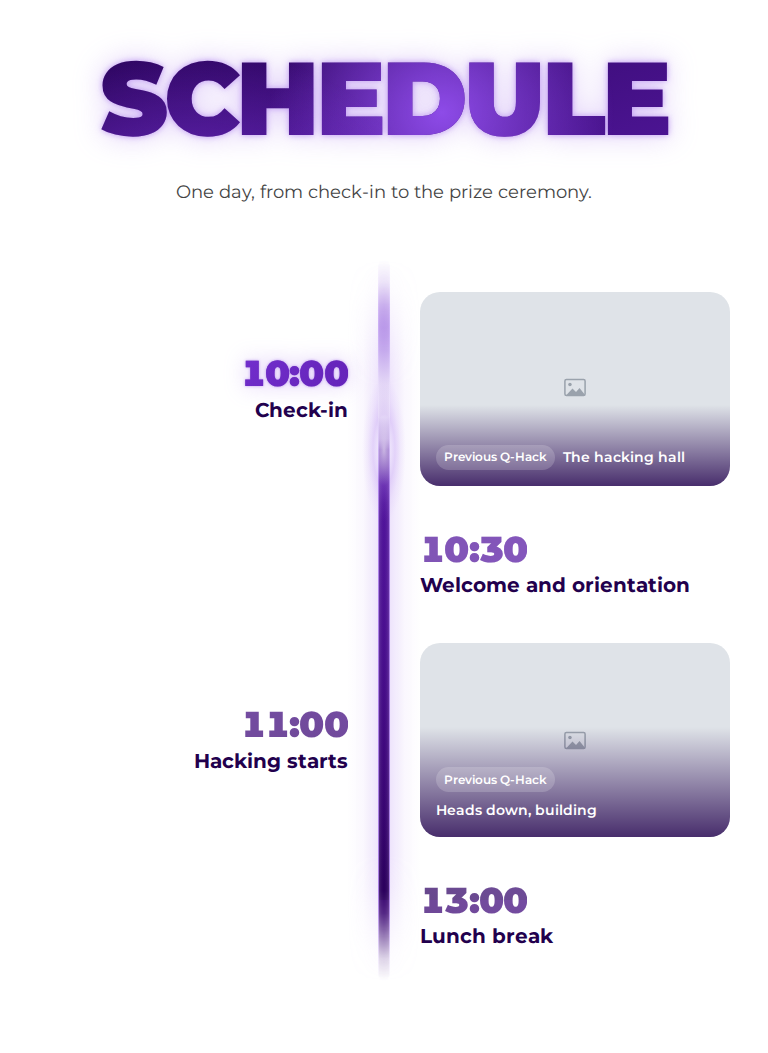 SCHEDULE
One day, from check-in to the prize ceremony.
10:00
Check-in
Previous Q-Hack The hacking hall
10:30
Welcome and orientation
11:00
Hacking starts
Previous Q-Hack
Heads down, building
13:00
Lunch break